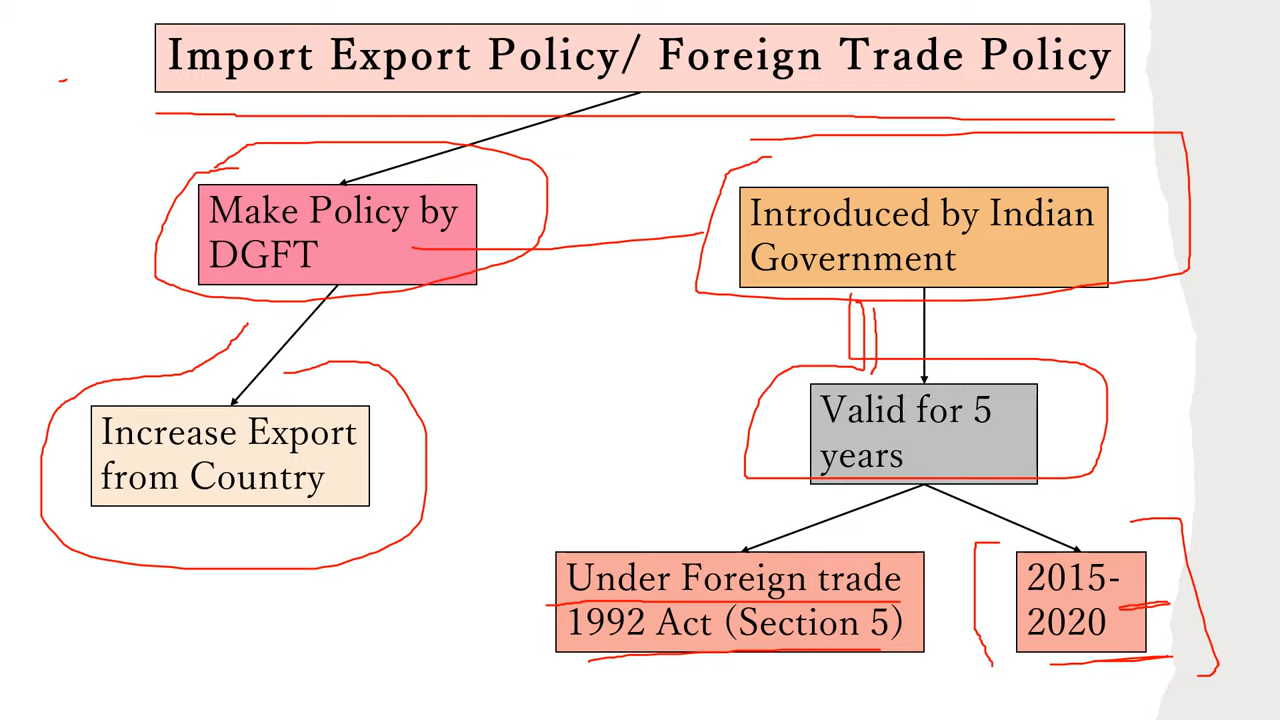 Import Export Policy/ Foreign Trade Policy
Make Policy by
DGFT
Introduced by Indian
Government
Increase Export
from Country
Valid for 5
years
Under Foreign trade
1992 Act (Section 5)
2015-
2020